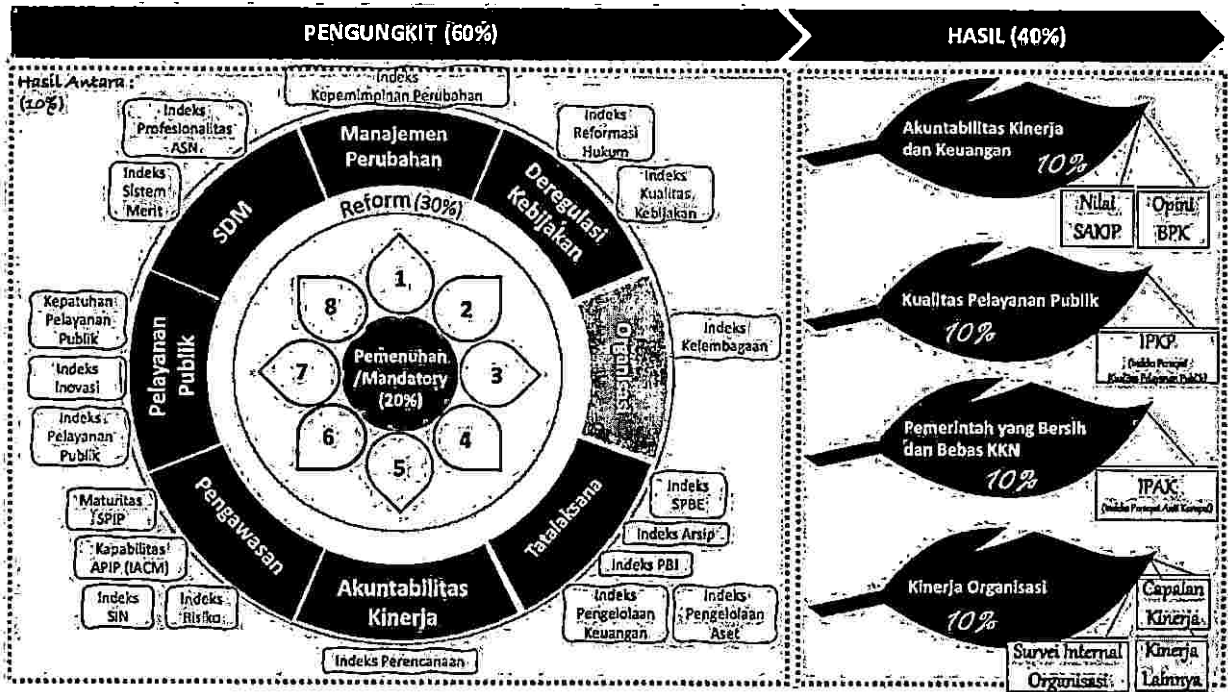 PENGUNGKIT (60%)
HASIL (40%)
Hasil Antara :
(10%)
Indeks
Kepemimpinan Perubahan
Indeks
Profesionalitas
ASN
Indeks
Sistem
Merit
Indeks
Reformasi
Hukum
Indeks
Kualitas
Kebijakan
Manajemen
Perubahan
Deregulasi
Kebijakan
SDM
Reform (30%)
1
2
3
4
5
6
7
8
Pemenuhan
/Mandatory
(20%)
Organisasi
Indeks
Kelembagaan
Kepatuhan
Pelayanan
Publik
Indeks
Inovasi
Indeks
Pelayanan
Publik
Pelayanan
Publik
Pengawasan
Akuntabilitas
Kinerja
Tatalaksana
Maturitas
SPIP
Kapabilitas
APIP (IACM)
Indeks
SIN
Indeks
Risiko
Indeks Perencanaan
Indeks
SPBE
Indeks Arsip
Indeks PBJ
Indeks
Pengelolaan
Keuangan
Indeks
Pengelolaan
Aset
Akuntabilitas Kinerja
dan Keuangan
10%
Nilai
SAKIP
Opini
BPK
Kualitas Pelayanan Publik
10%
IPKP
Pemerintah yang Bersih
dan Bebas KKN
10%
IPAK
Kinerja Organisasi
10%
Capaian
Kinerja
Survei Internal
Organisasi
Kinerja
Lainnya